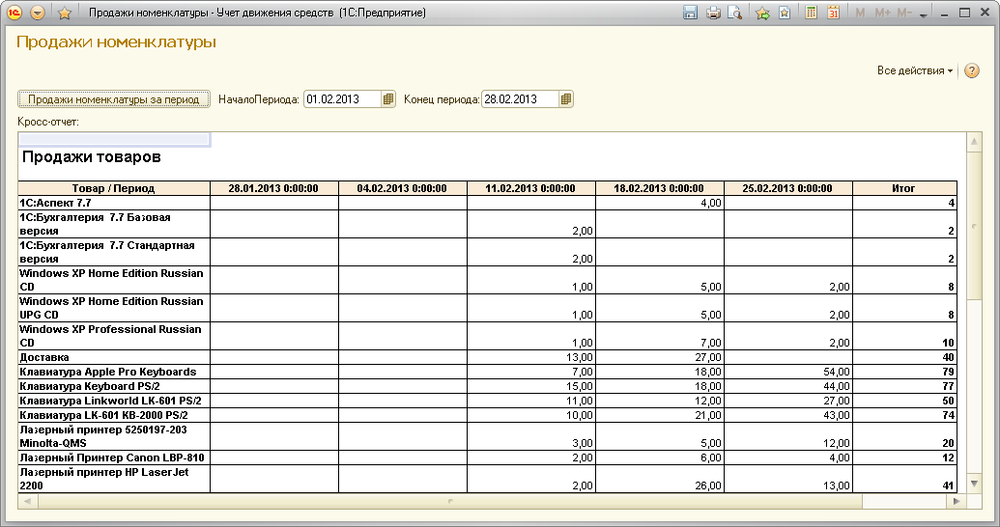 Продажи номенклатуры - Учет движения средств (1С:Предприятие)
M M+ M-
Продажи номенклатуры
Все действия
Продажи номенклатуры за период НачалоПериода: 01.02.2013 Конец периода: 28.02.2013
Кросс-отчет:
Продажи товаров
Товар / Период 28.01.2013 0:00:00 04.02.2013 0:00:00 11.02.2013 0:00:00 18.02.2013 0:00:00 25.02.2013 0:00:00 Итог
1С:Аспект 7.7 4,00 4
1С:Бухгалтерия 7.7 Базовая
версия 2,00 2
1С:Бухгалтерия 7.7 Стандартная
версия 2,00 2
Windows XP Home Edition Russian
CD 1,00 5,00 2,00 8
Windows XP Home Edition Russian
UPG CD 1,00 5,00 2,00 8
Windows XP Professional Russian
CD 1,00 7,00 2,00 10
Доставка 13,00 27,00 40
Клавиатура Apple Pro Keyboards 7,00 18,00 54,00 79
Клавиатура Keyboard PS/2 15,00 18,00 44,00 77
Клавиатура Linkworld LK-601 PS/2 11,00 12,00 27,00 50
Клавиатура LK-601 KB-2000 PS/2 10,00 21,00 43,00 74
Лазерный принтер 5250197-203
Minolta-QMS 3,00 5,00 12,00 20
Лазерный Принтер Canon LBP-810 2,00 6,00 4,00 12
Лазерный принтер HP LaserJet
2200 2,00 26,00 13,00 41